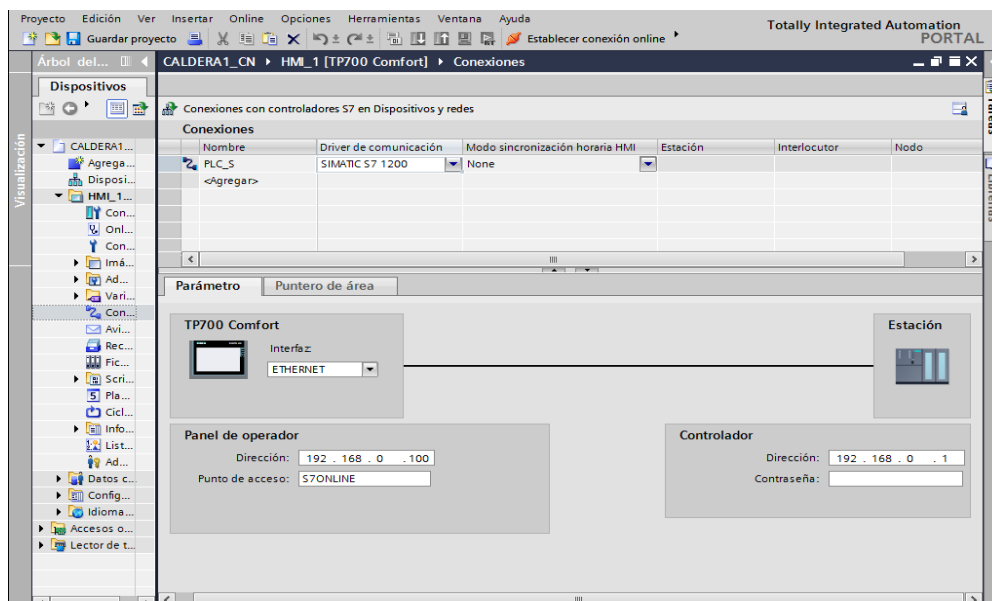 Proyecto Edición Ver Insertar Online Opciones Herramientas Ventana Ayuda
Totally Integrated Automation
PORTAL
Guardar proyecto
Establecer conexión online
Árbol del...
CALDERA1_CN HMI_1 [TP700 Comfort] Conexiones
Dispositivos
Conexiones con controladores S7 en Dispositivos y redes
Conexiones
Nombre Driver de comunicación Modo sincronización horaria HMI Estación Interlocutor Nodo
PLC_S SIMATIC S7 1200 None
<Agregar>
Visualización
Tareas
Librerías
CALDERA1...
Agrega...
Disposi...
HMI_1...
Con...
Onl...
Con...
Imá...
Ad...
Vari...
Con...
Avi...
Rec...
Fic...
Scri...
Pla...
Cicl...
Info...
List...
Ad...
Datos c...
Config...
Idioma...
Accesos o...
Lector de t...
Parámetro Puntero de área
TP700 Comfort
Interfaz:
ETHERNET
Estación
Panel de operador
Dirección: 192 . 168 . 0 . 100
Punto de acceso: S7ONLINE
Controlador
Dirección: 192 . 168 . 0 . 1
Contraseña: